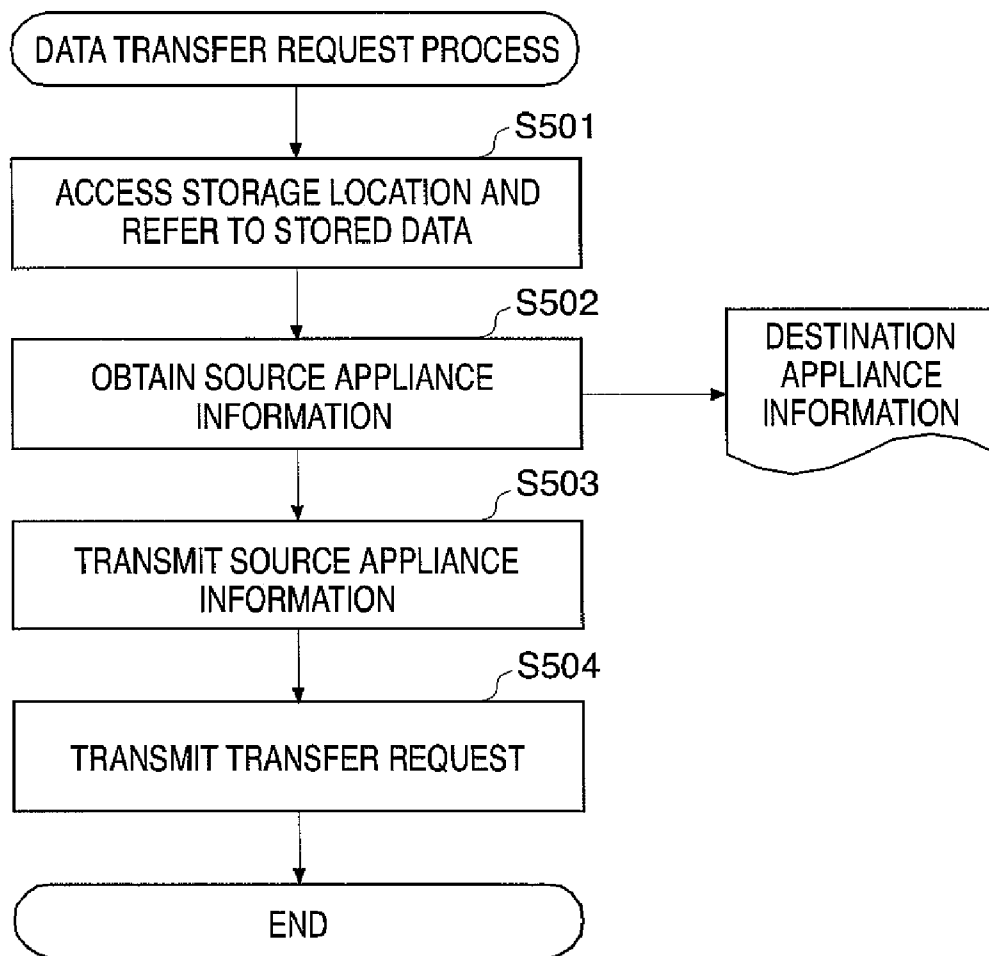 DATA TRANSFER REQUEST PROCESS
S501
ACCESS STORAGE LOCATION AND
REFER TO STORED DATA
S502
OBTAIN SOURCE APPLIANCE
INFORMATION
DESTINATION
APPLIANCE
INFORMATION
S503
TRANSMIT SOURCE APPLIANCE
INFORMATION
S504
TRANSMIT TRANSFER REQUEST
END